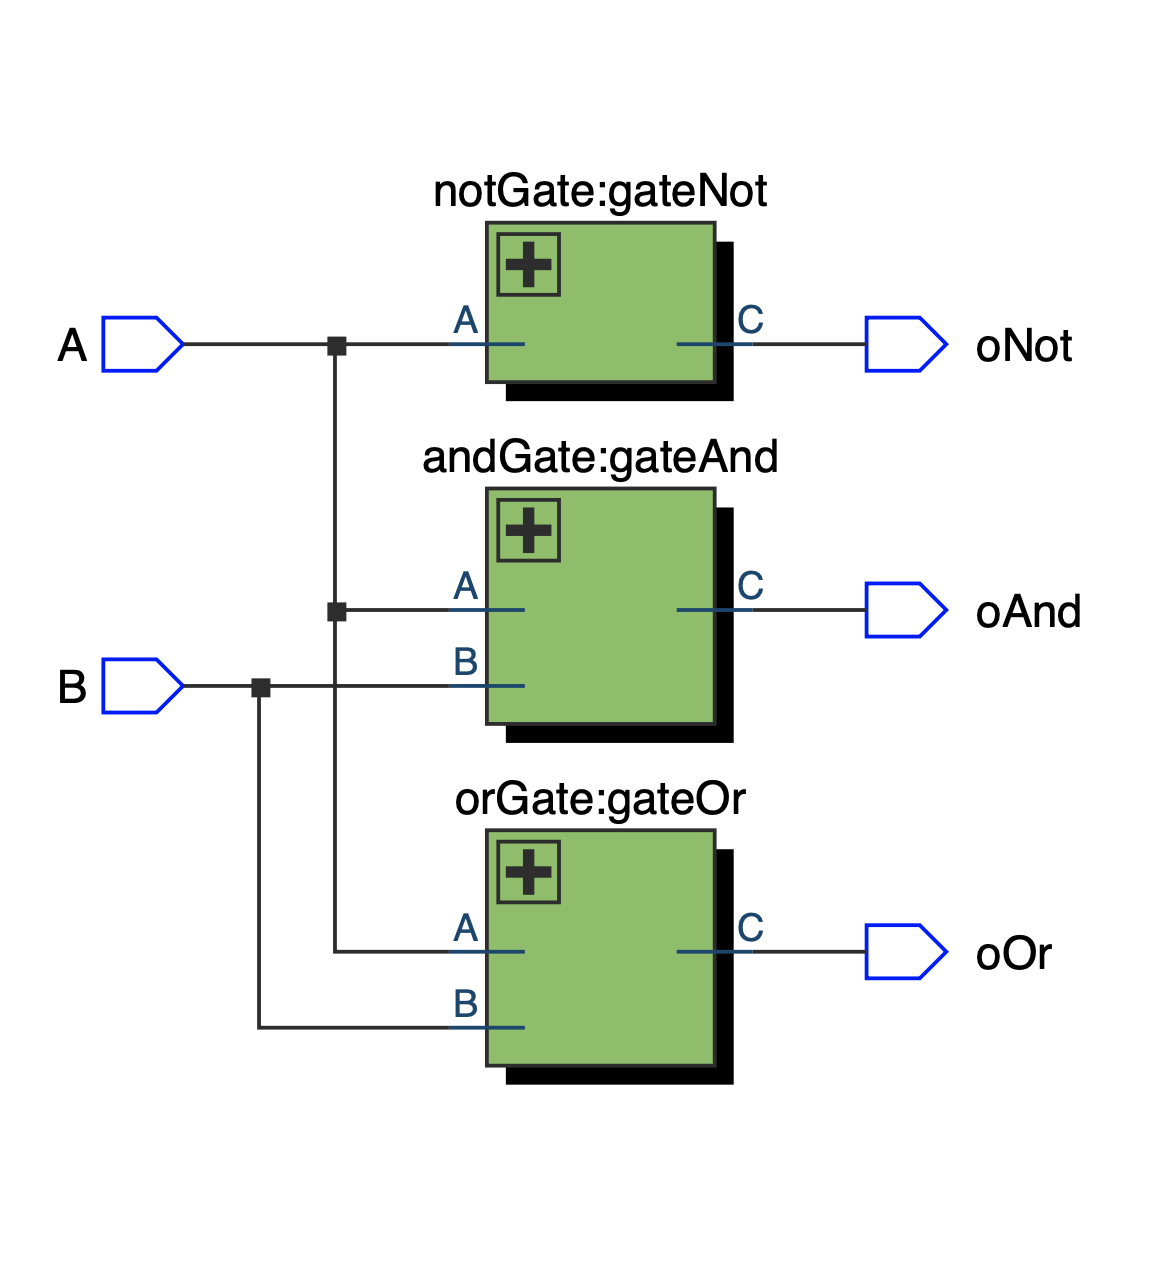 notGate:gateNot
A
A
C
oNot
andGate:gateAnd
A
C
oAnd
B
B
orGate:gateOr
A
C
oOr
B